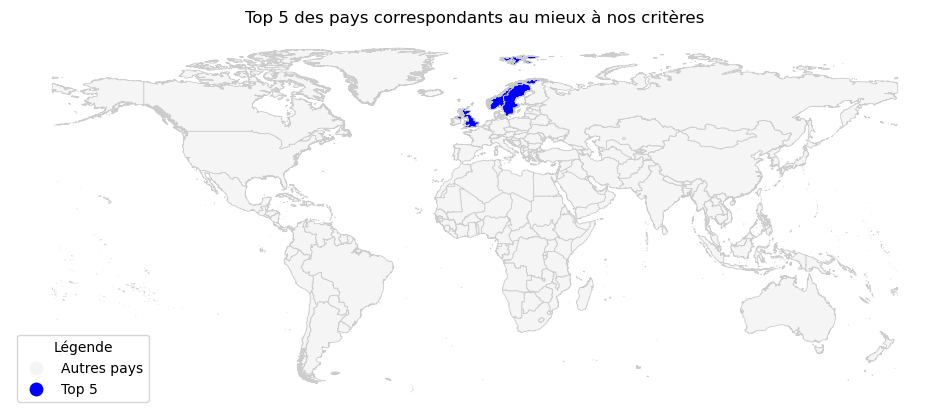 Top 5 des pays correspondants au mieux à nos critères
Légende
Autres pays
Top 5